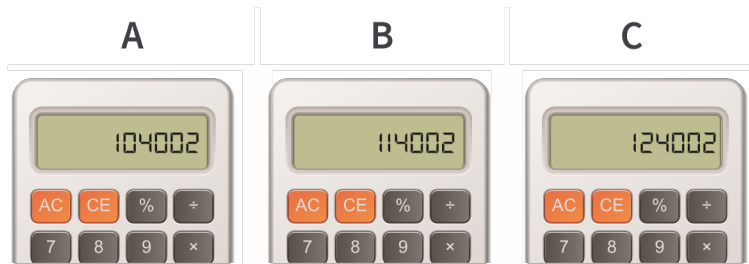 A B C
104002 114002 124002
AC CE % ÷ AC CE % ÷ AC CE % ÷
7 8 9 × 7 8 9 × 7 8 9 ×